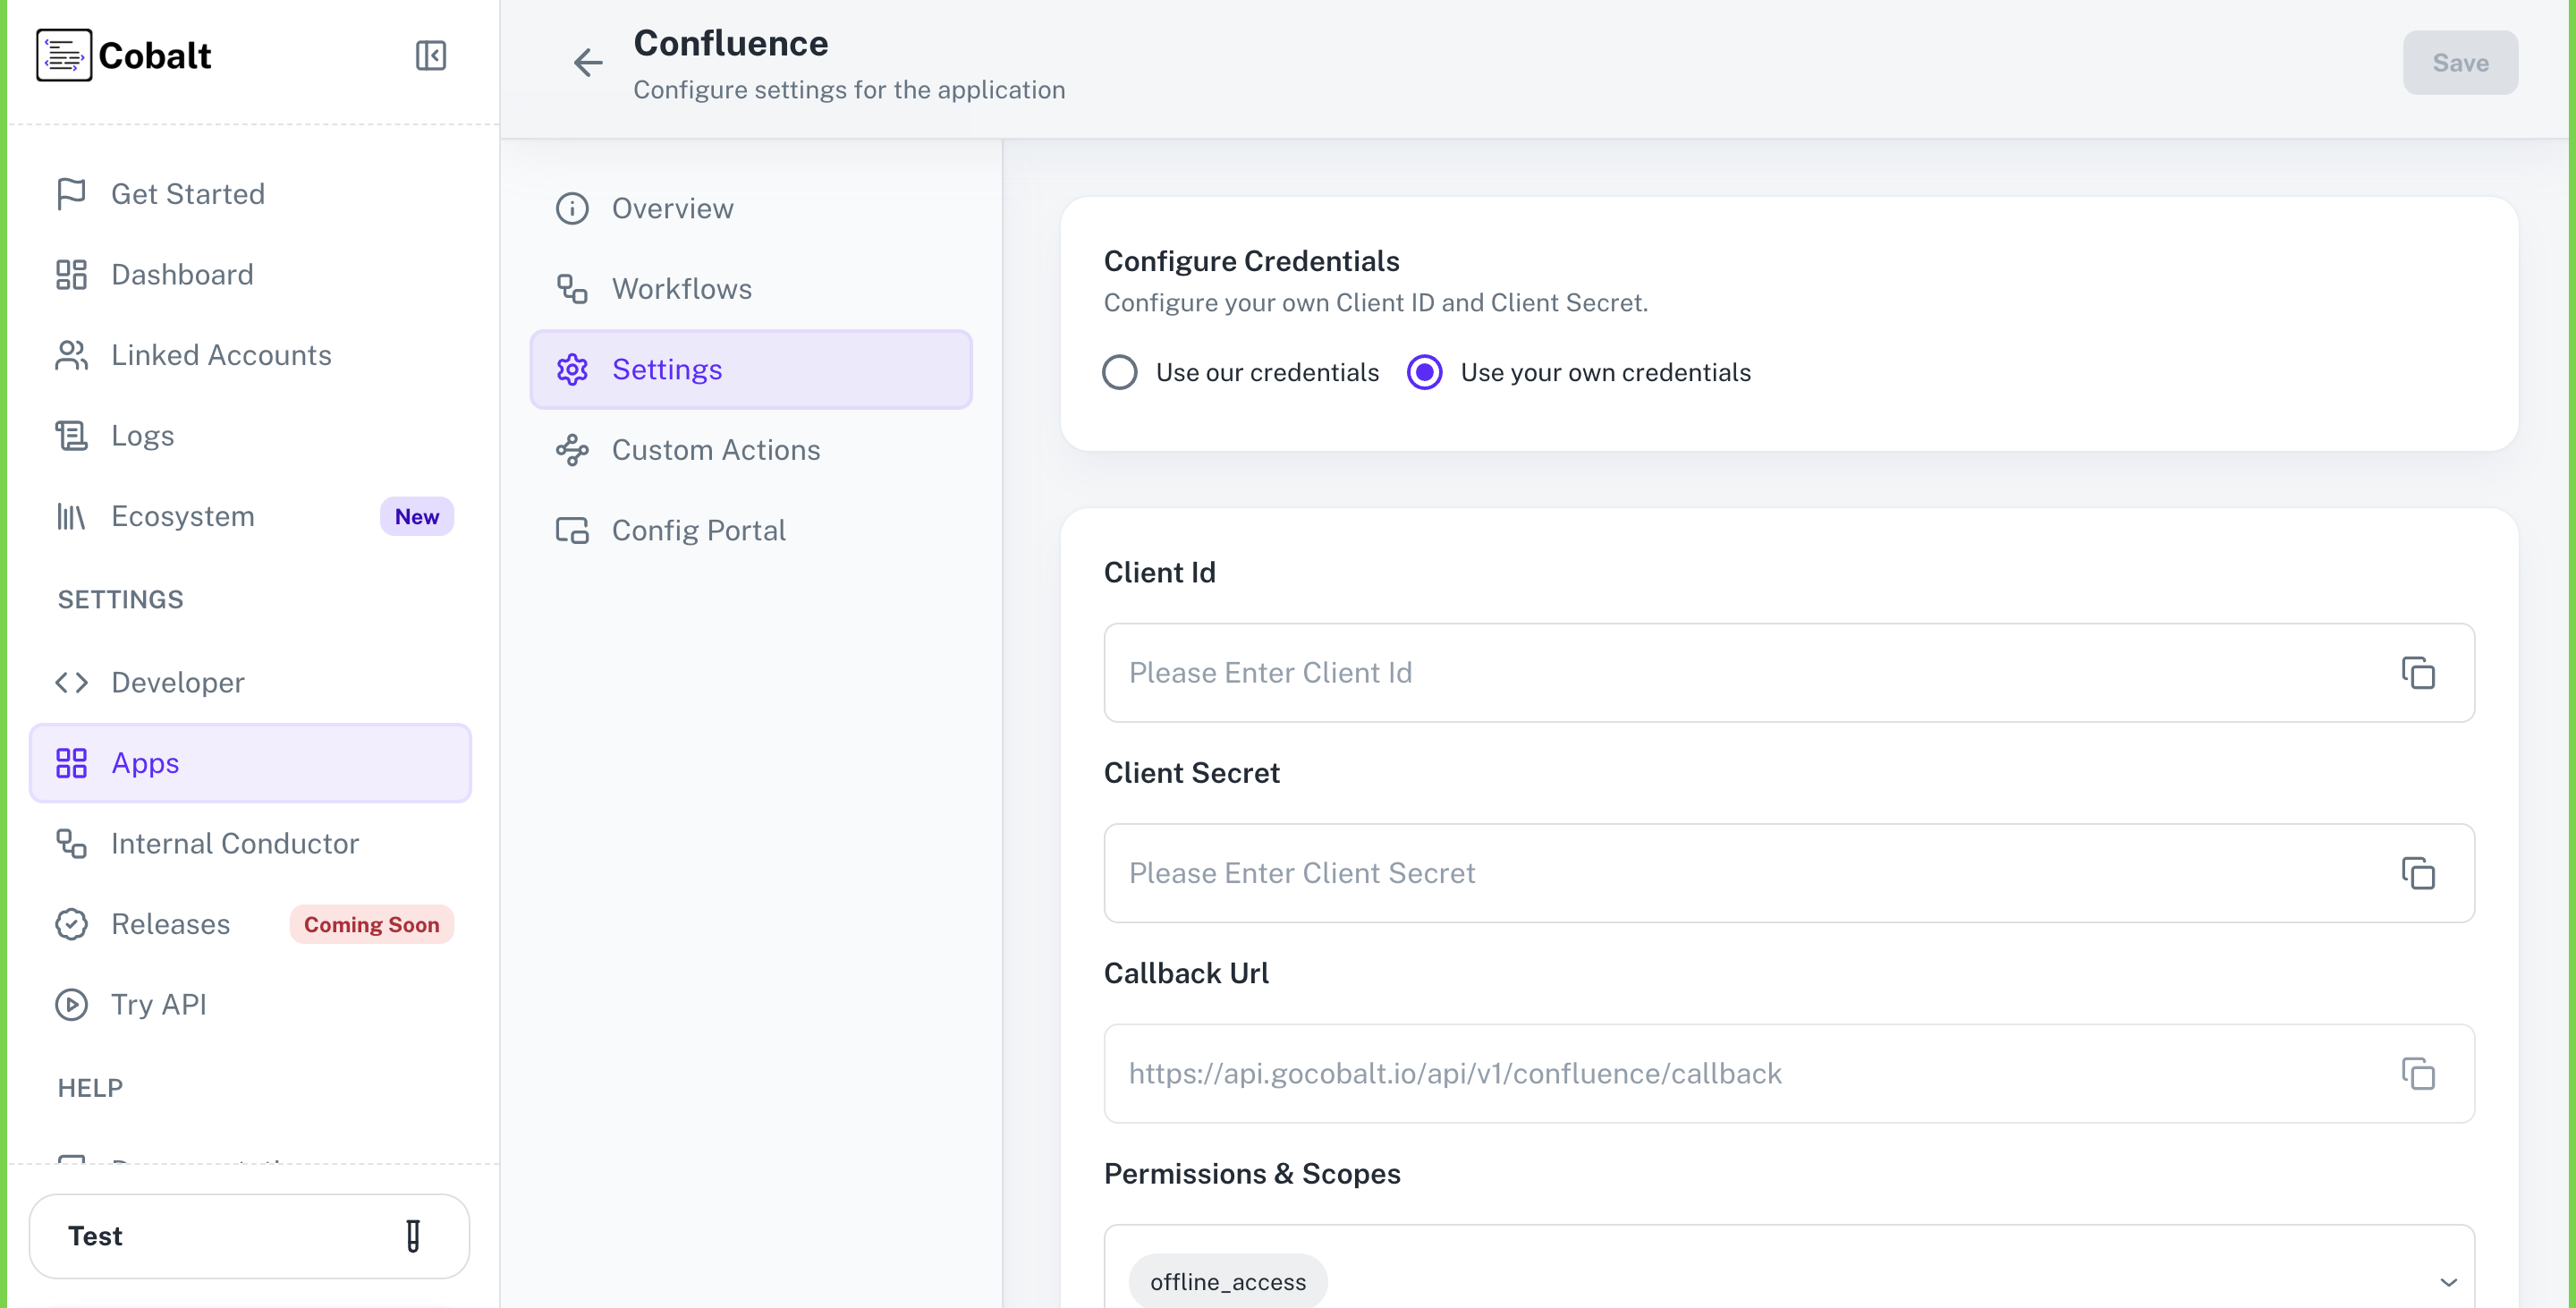 Cobalt
Get Started
Dashboard
Linked Accounts
Logs
Ecosystem New
SETTINGS
Developer
Apps
Internal Conductor
Releases Coming Soon
Try API
HELP
Test
Confluence
Configure settings for the application
Save
Overview
Workflows
Settings
Custom Actions
Config Portal
Configure Credentials
Configure your own Client ID and Client Secret.
Use our credentials Use your own credentials
Client Id
Please Enter Client Id
Client Secret
Please Enter Client Secret
Callback Url
https://api.gocobalt.io/api/v1/confluence/callback
Permissions & Scopes
offline_access